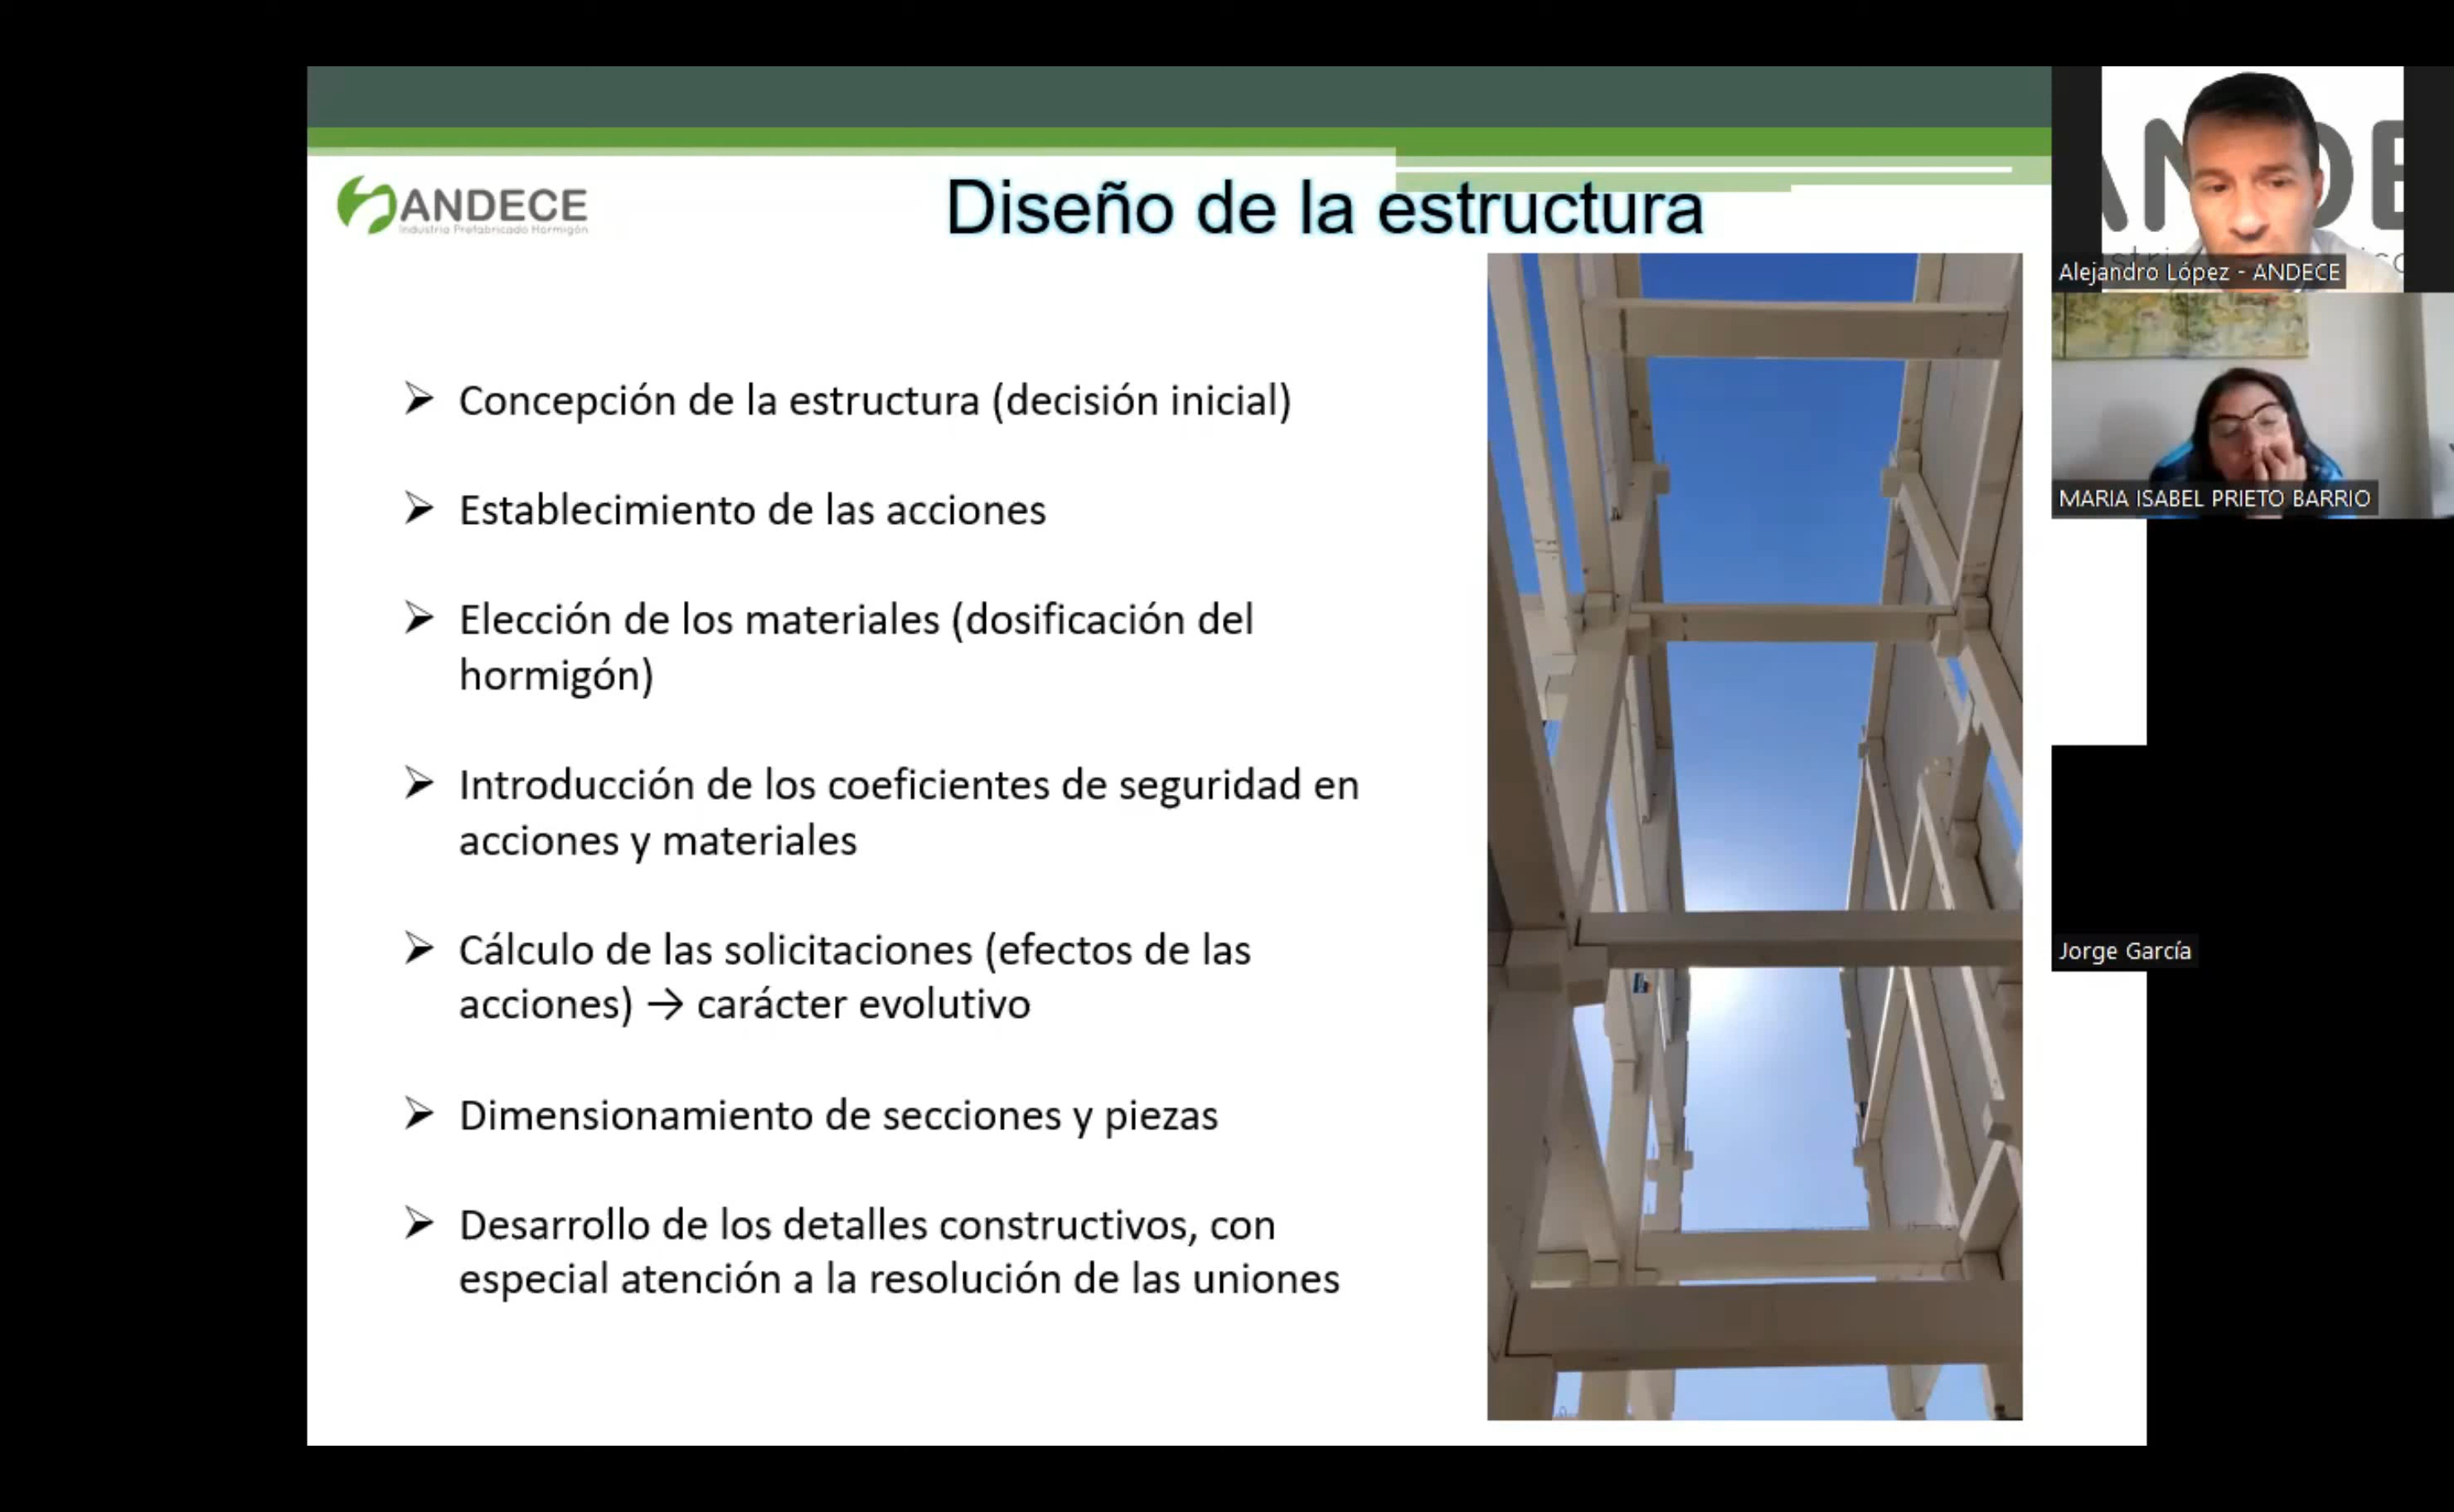 ANDECE
Industria Prefabricado Hormigón
Diseño de la estructura
Concepción de la estructura (decisión inicial)
Establecimiento de las acciones
Elección de los materiales (dosificación del
hormigón)
Introducción de los coeficientes de seguridad en
acciones y materiales
Cálculo de las solicitaciones (efectos de las
acciones) → carácter evolutivo
Dimensionamiento de secciones y piezas
Desarrollo de los detalles constructivos, con
especial atención a la resolución de las uniones
Alejandro López - ANDECE
MARIA ISABEL PRIETO BARRIO
Jorge García